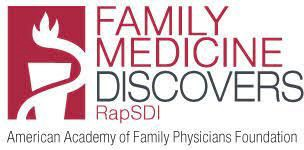 FAMILY
MEDICINE
DISCOVERS
RapSDI
American Academy of Family Physicians Foundation